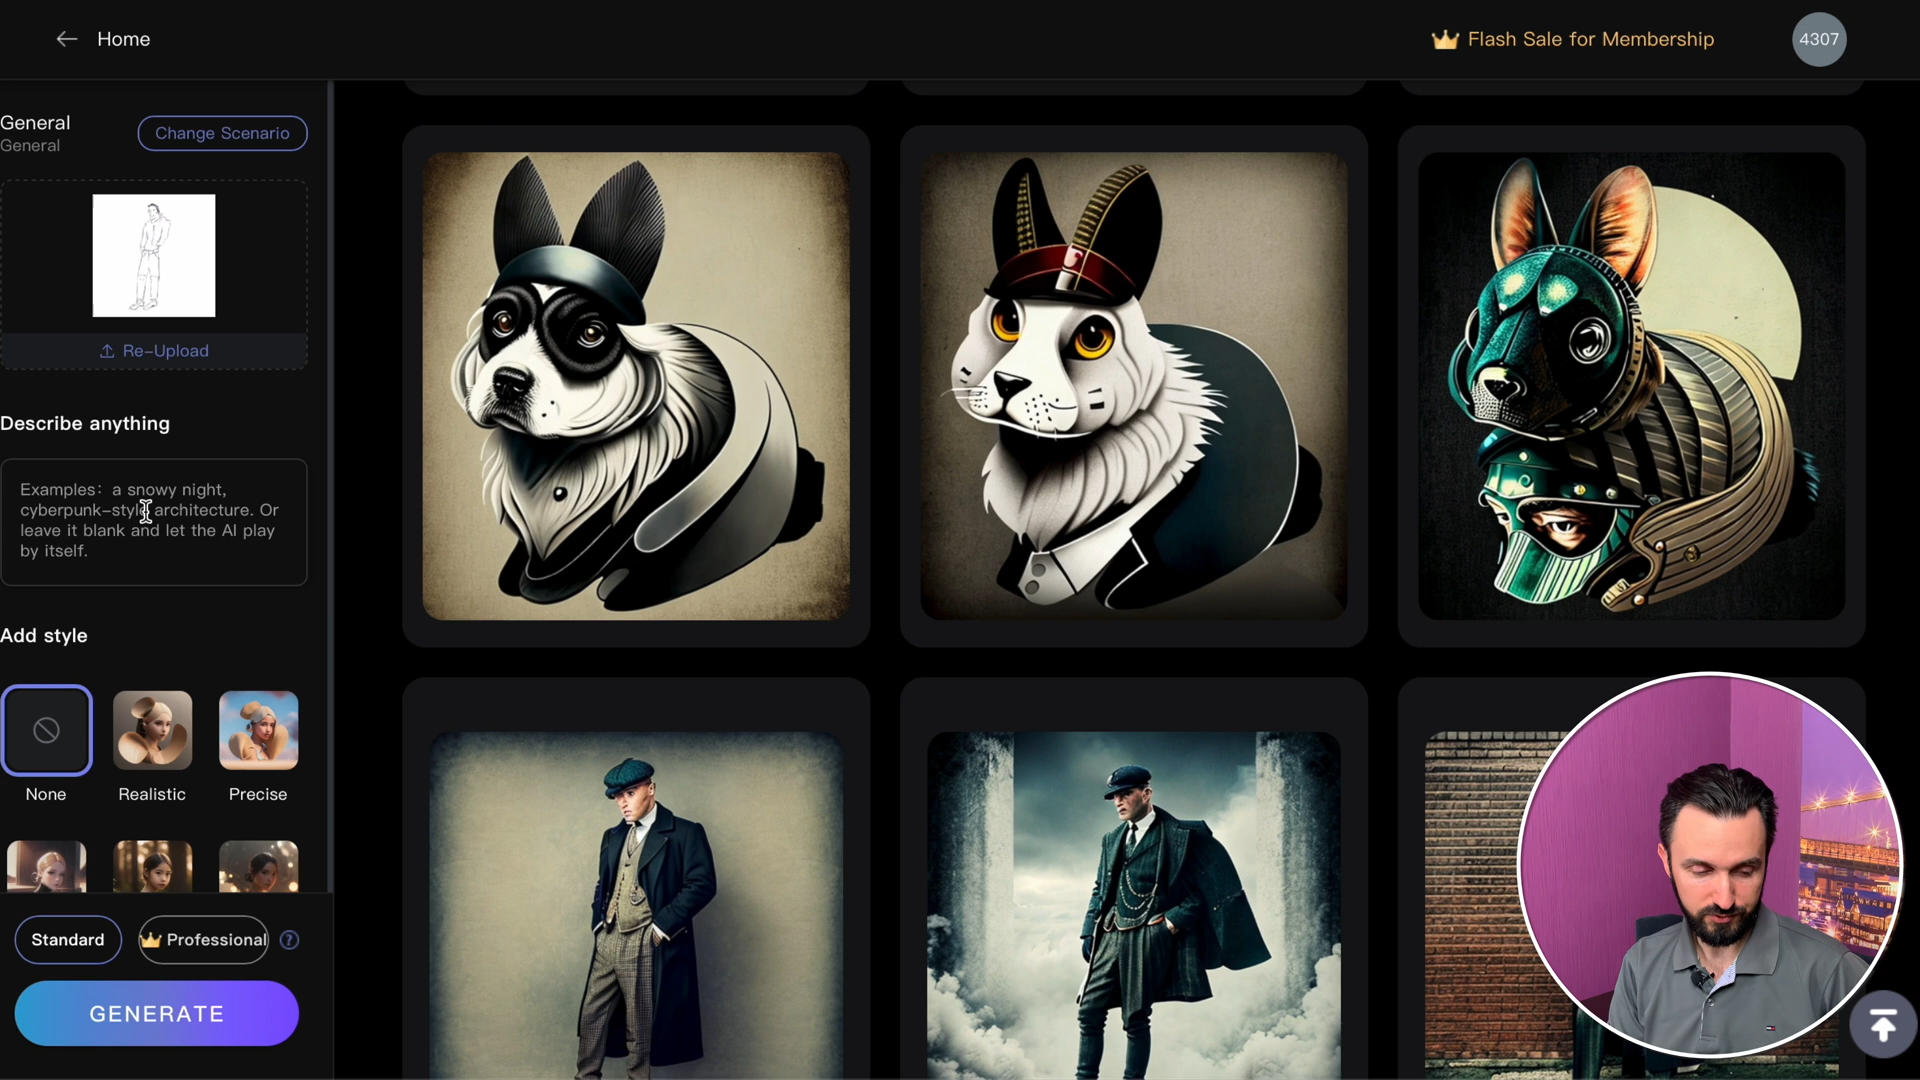 Home
Flash Sale for Membership
4307
General
General
Change Scenario
Re-Upload
Describe anything
Examples: a snowy night,
cyberpunk-style architecture. Or
leave it blank and let the AI play
by itself.
Add style
None
Realistic
Precise
Standard
Professional
?
GENERATE